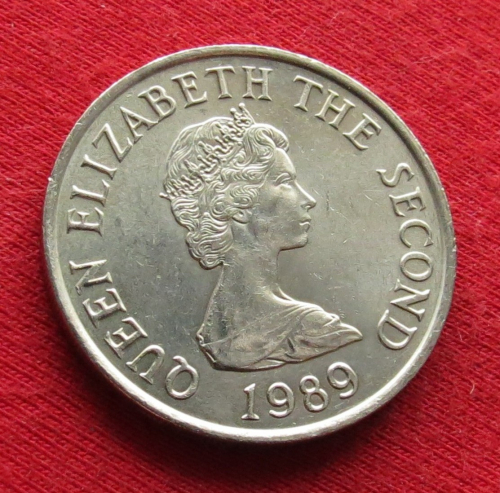 QUEEN ELIZABETH THE SECOND
1989